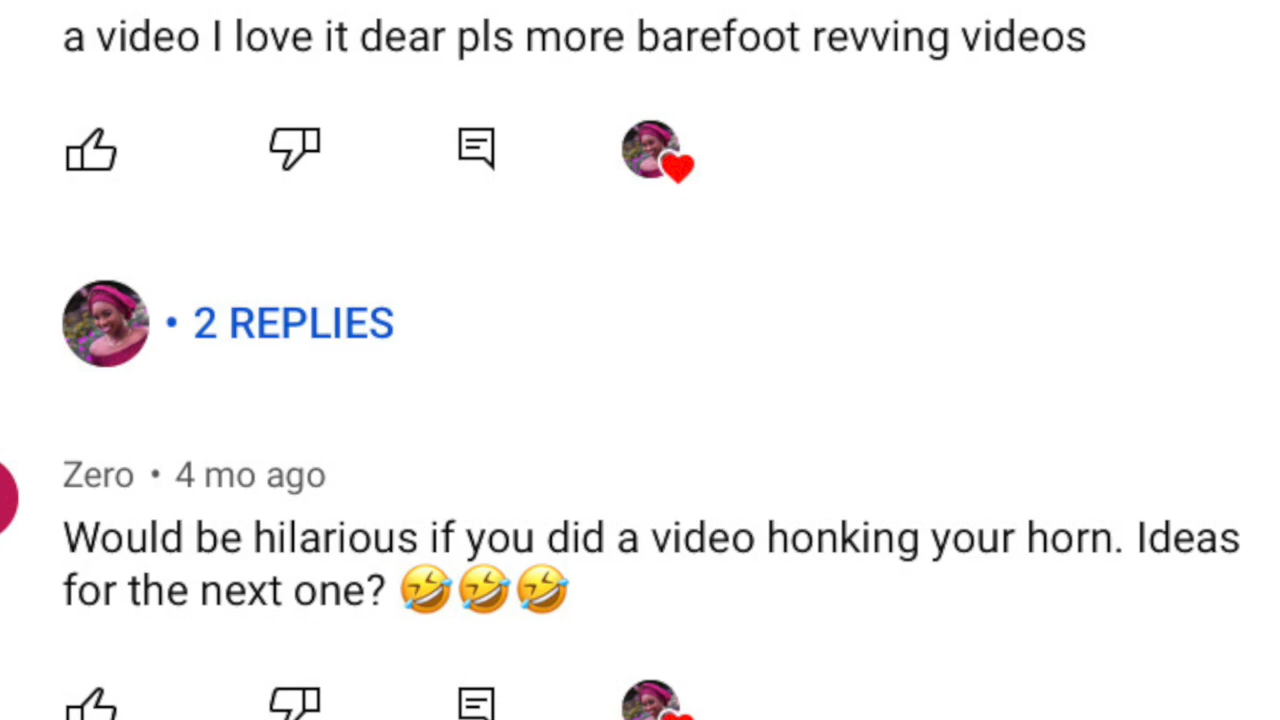 a video I love it dear pls more barefoot revving videos
• 2 REPLIES
Zero • 4 mo ago
Would be hilarious if you did a video honking your horn. Ideas
for the next one? 🤣🤣🤣